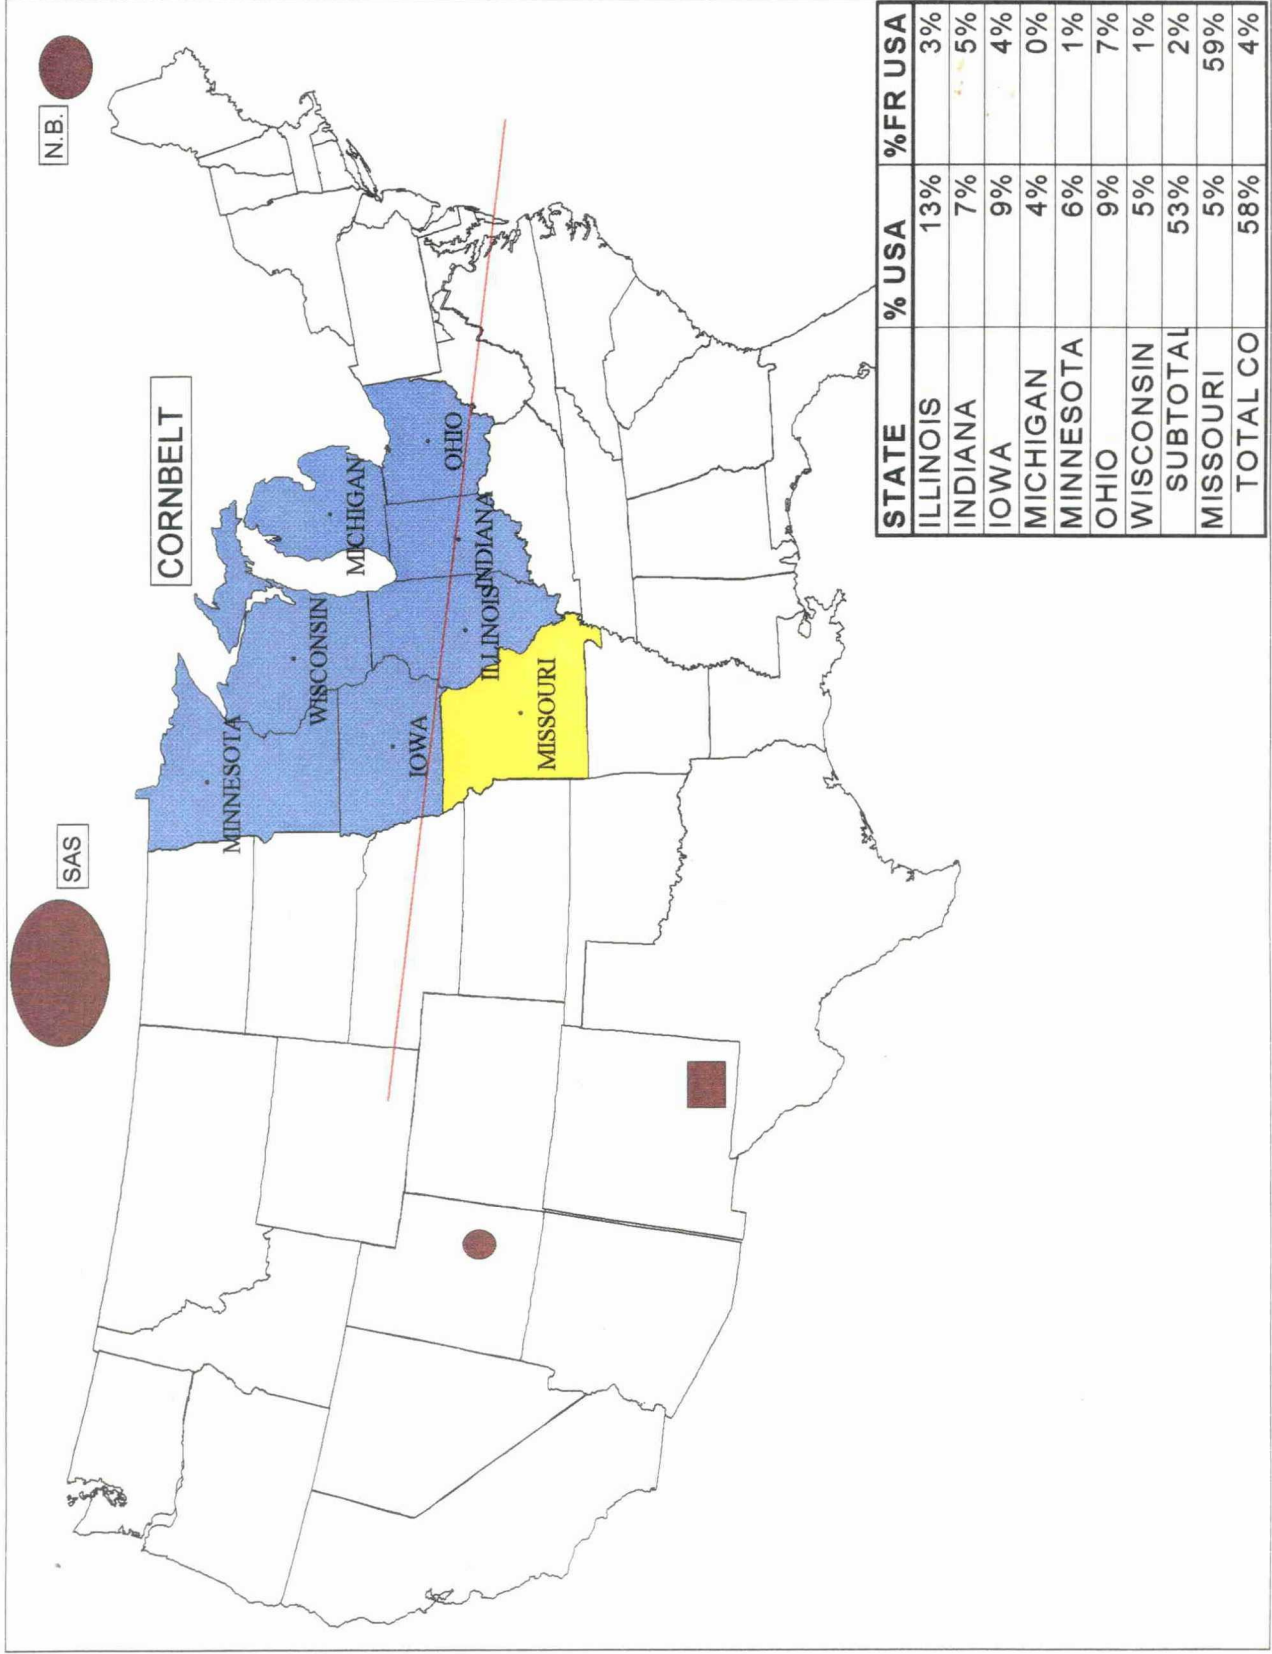 SAS
N.B.
CORNBELT
MINNESOTA
WISCONSIN
MICHIGAN
IOWA
ILLINOIS
INDIANA
OHIO
MISSOURI
STATE % USA %FR USA
ILLINOIS 13% 3%
INDIANA 7% 5%
IOWA 9% 4%
MICHIGAN 4% 0%
MINNESOTA 6% 1%
OHIO 9% 7%
WISCONSIN 5% 1%
SUBTOTAL 53% 2%
MISSOURI 5% 59%
TOTAL CO 58% 4%